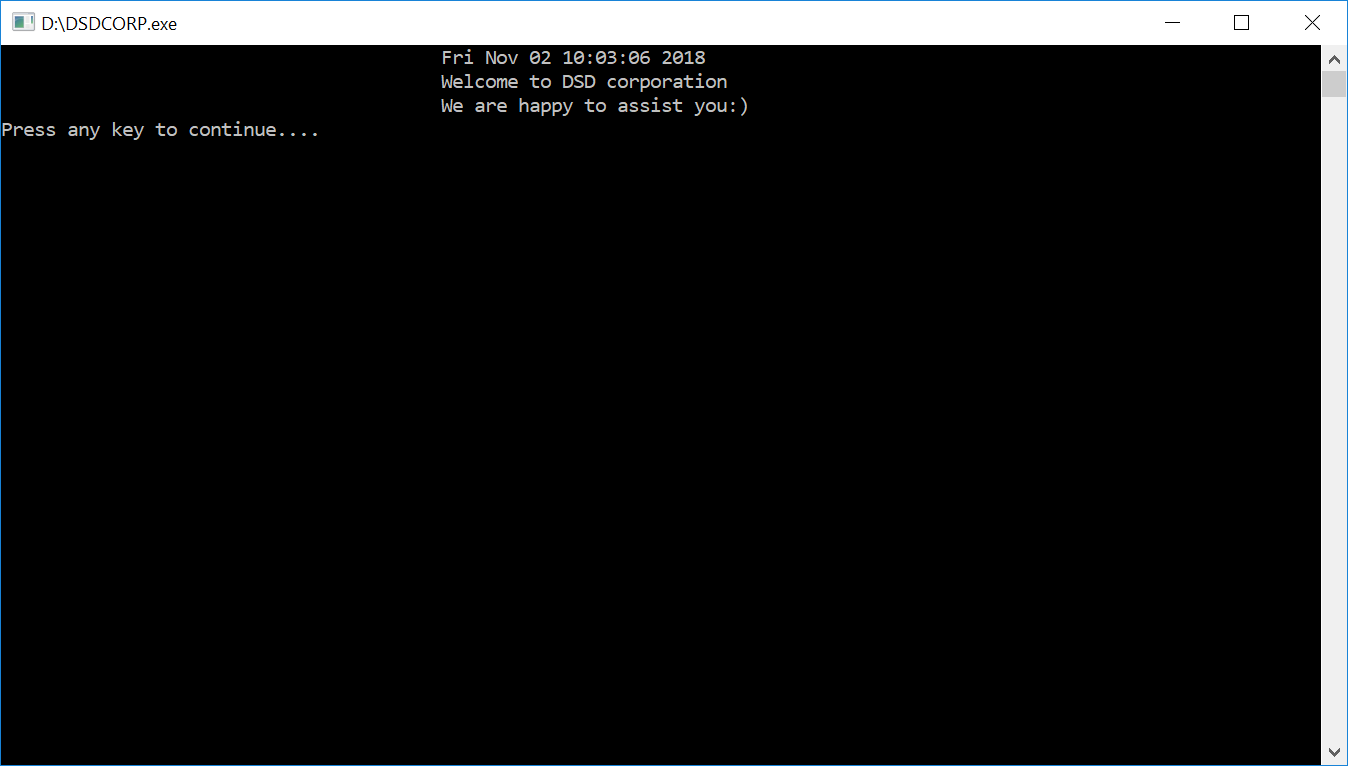 D:\DSDCORP.exe
Fri Nov 02 10:03:06 2018
Welcome to DSD corporation
We are happy to assist you:)
Press any key to continue....